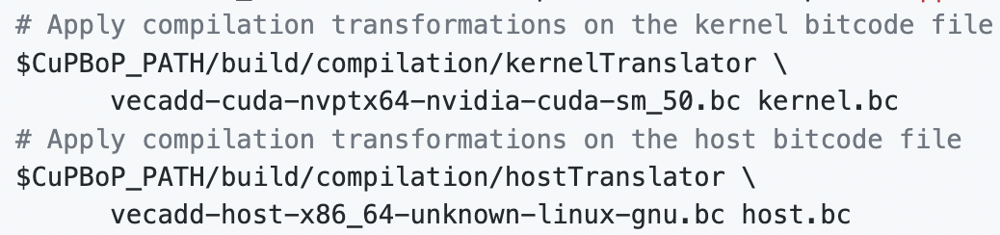 # Apply compilation transformations on the kernel bitcode file
$CuPBoP_PATH/build/compilation/kernelTranslator \
vecadd-cuda-nvptx64-nvidia-cuda-sm_50.bc kernel.bc
# Apply compilation transformations on the host bitcode file
$CuPBoP_PATH/build/compilation/hostTranslator \
vecadd-host-x86_64-unknown-linux-gnu.bc host.bc